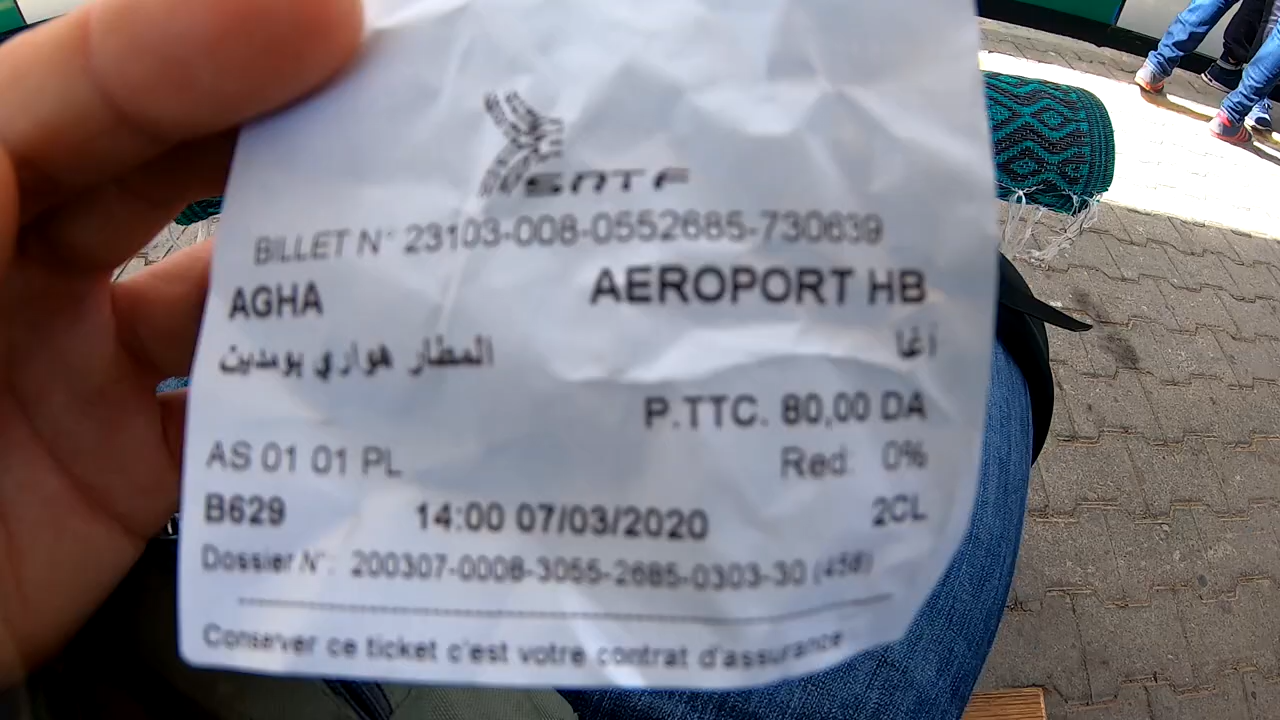 SNTF
BILLET N° 23103-008-0552685-730639
AGHA AEROPORT HB
آغا المطار هواري بومدين
P.TTC. 80,00 DA
AS 01 01 PL Red: 0%
B629 14:00 07/03/2020 2CL
Dossier N°: 200307-0008-3055-2685-0303-30 (458)
Conserver ce ticket c'est votre contrat d'assurance